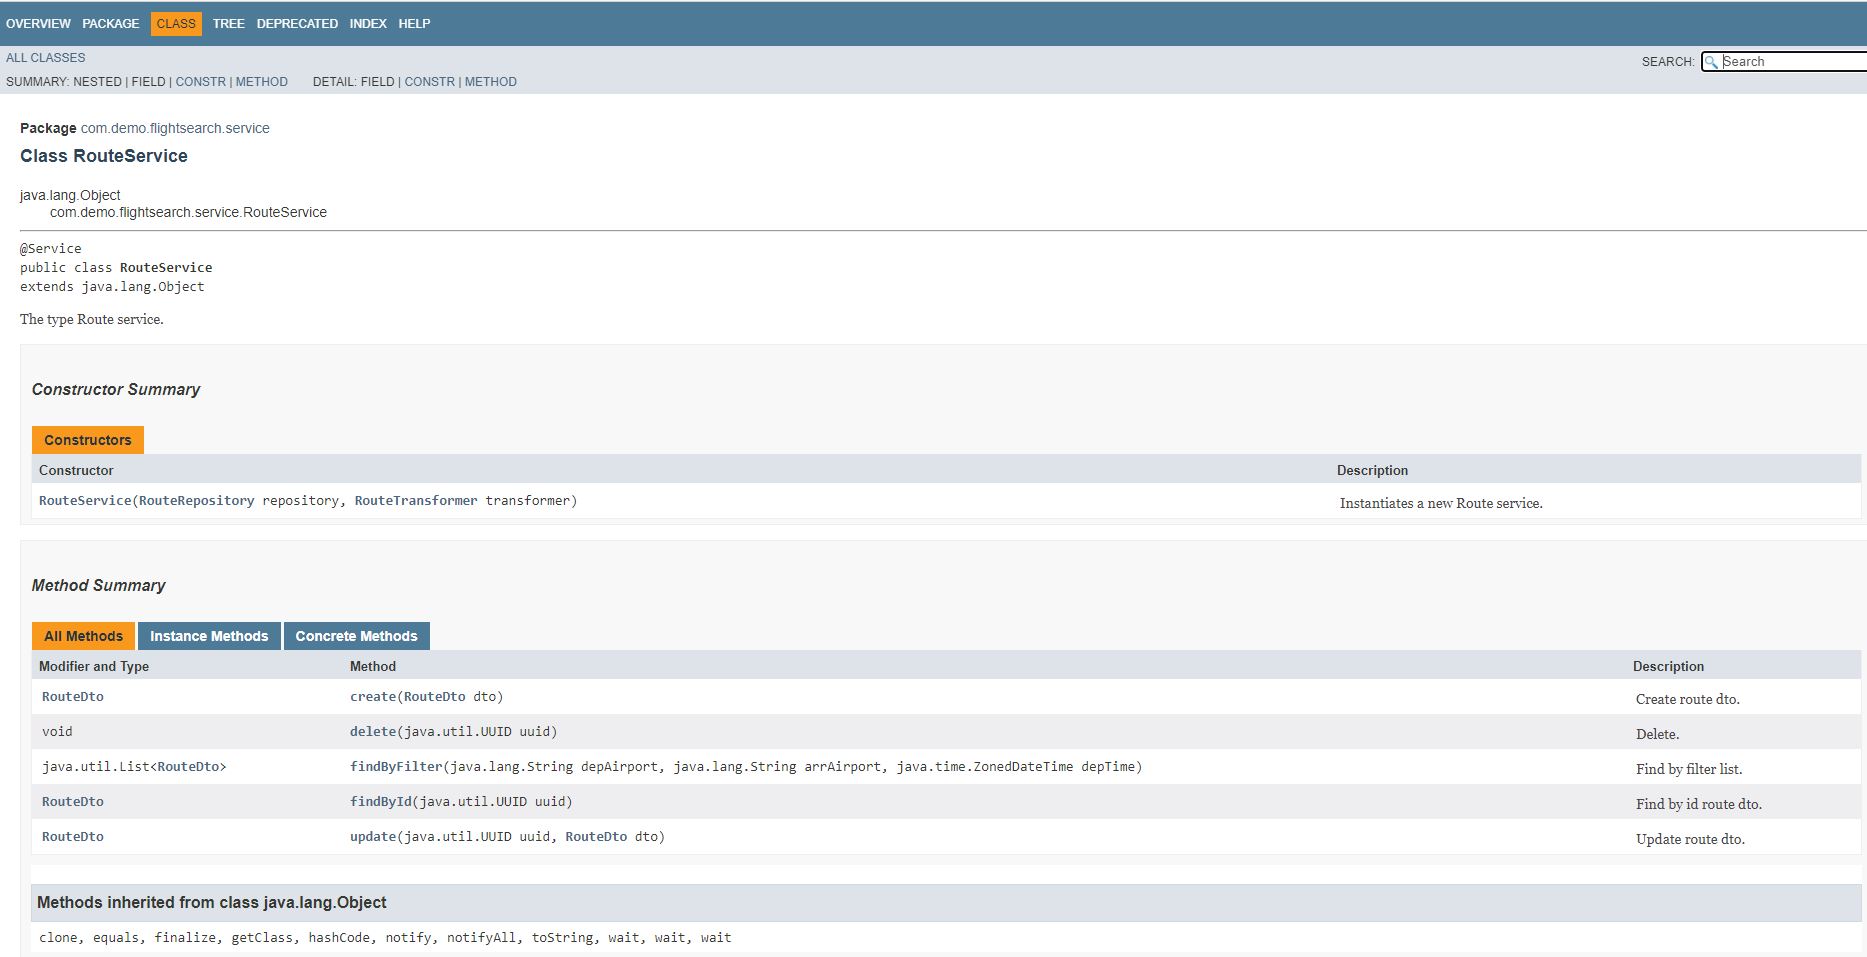 OVERVIEW PACKAGE CLASS TREE DEPRECATED INDEX HELP
ALL CLASSES
SEARCH: Search
SUMMARY: NESTED | FIELD | CONSTR | METHOD DETAIL: FIELD | CONSTR | METHOD
Package com.demo.flightsearch.service
Class RouteService
java.lang.Object
com.demo.flightsearch.service.RouteService
@Service
public class RouteService
extends java.lang.Object
The type Route service.
Constructor Summary
Constructors
Constructor Description
RouteService(RouteRepository repository, RouteTransformer transformer) Instantiates a new Route service.
Method Summary
All Methods Instance Methods Concrete Methods
Modifier and Type Method Description
RouteDto create(RouteDto dto) Create route dto.
void delete(java.util.UUID uuid) Delete.
java.util.List<RouteDto> findByFilter(java.lang.String depAirport, java.lang.String arrAirport, java.time.ZonedDateTime depTime) Find by filter list.
RouteDto findById(java.util.UUID uuid) Find by id route dto.
RouteDto update(java.util.UUID uuid, RouteDto dto) Update route dto.
Methods inherited from class java.lang.Object
clone, equals, finalize, getClass, hashCode, notify, notifyAll, toString, wait, wait, wait